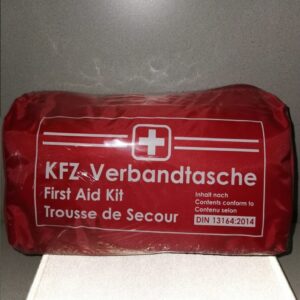 KFZ-Verbandtasche
First Aid Kit
Trousse de Secour
Inhalt nach
Contents conform to
Contenu selon
DIN 13164:2014